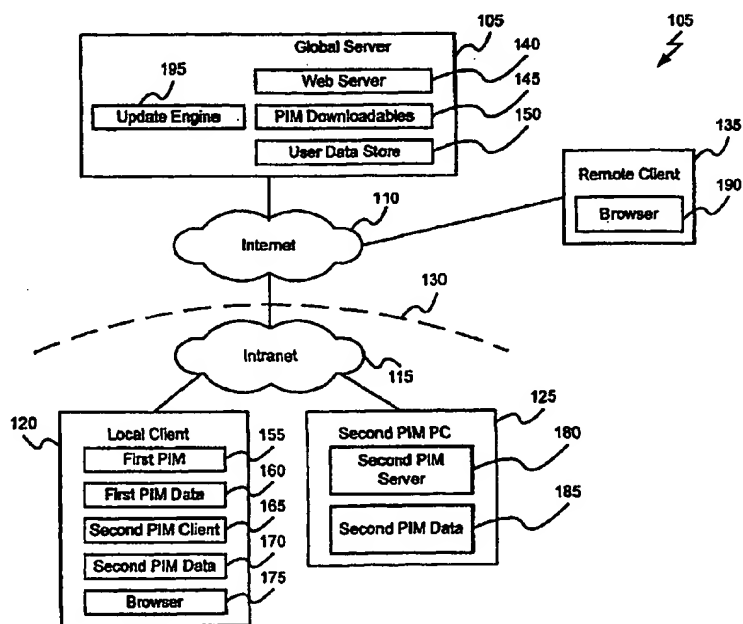 Global Server
105
105
140
Web Server
195
145
Update Engine
PIM Downloadables
150
User Data Store
135
Remote Client
190
Browser
110
Internet
130
Intranet
115
120
125
Local Client
155
First PIM
160
First PIM Data
165
Second PIM Client
170
Second PIM Data
175
Browser
Second PIM PC
180
Second PIM
Server
185
Second PIM Data